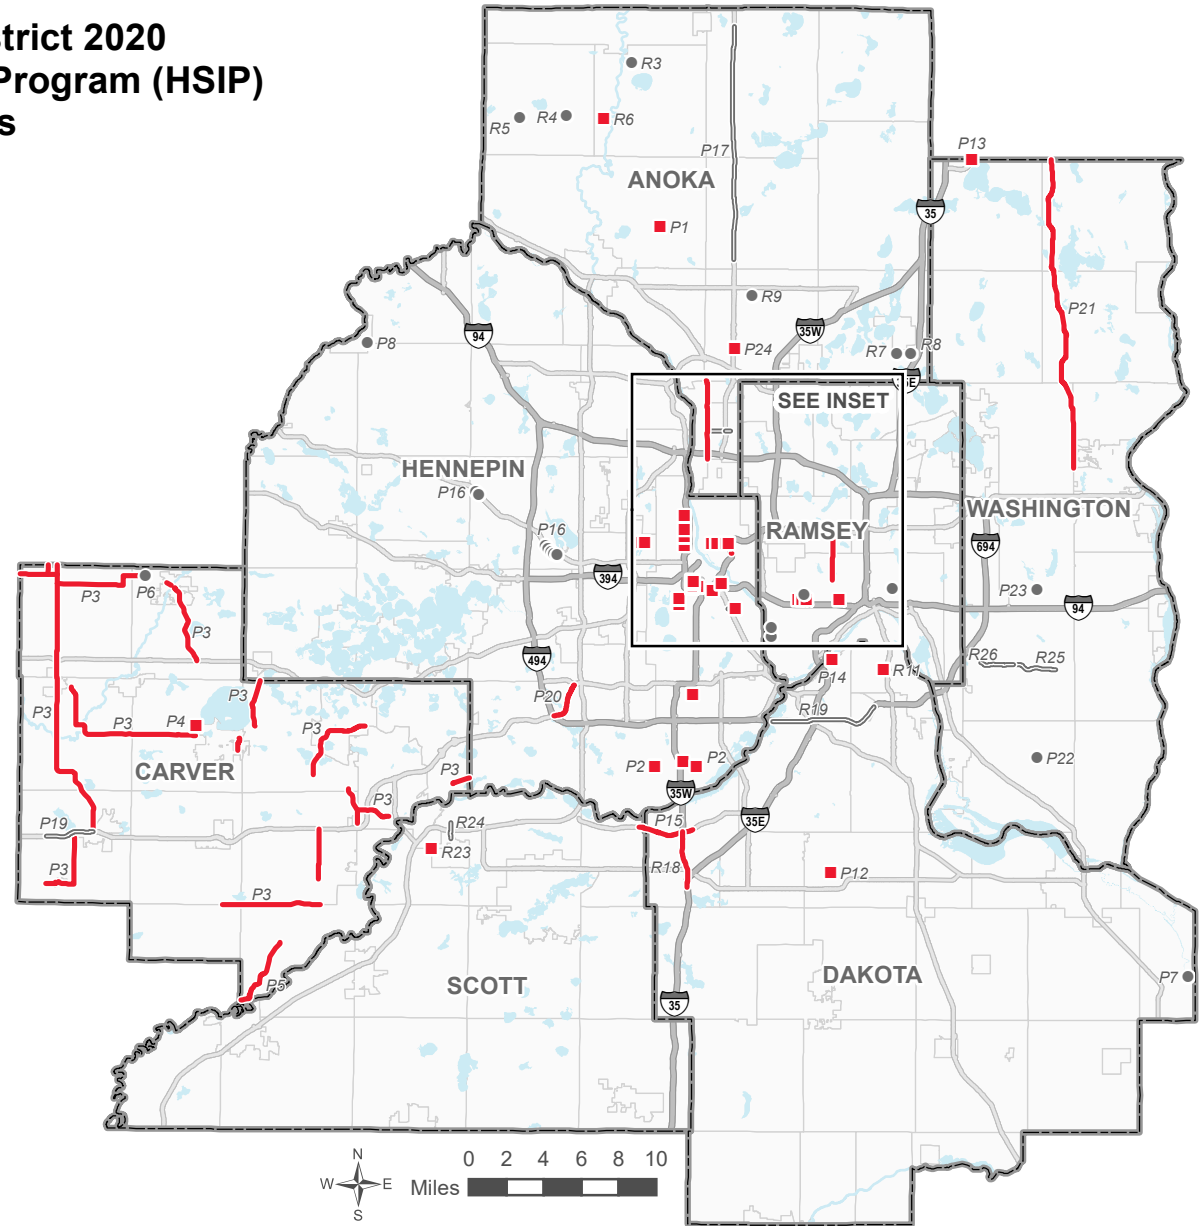 strict 2020
Program (HSIP)
s
R3
R5
R4
R6
P17
P13
ANOKA
P1
35
P21
R9
P8
94
35W
P24
R7
R8
35E
SEE INSET
HENNEPIN
P16
WASHINGTON
RAMSEY
P16
694
394
P3
P6
P23
94
P3
494
R26
R25
P14
R11
P3
P20
P3
P3
P4
P3
R19
CARVER
P3
P2
P2
P22
35W
P3
P19
R24
P15
35E
R23
P3
R18
P12
P3
P5
SCOTT
DAKOTA
P7
35
N
W
E
S
Miles
0 2 4 6 8 10